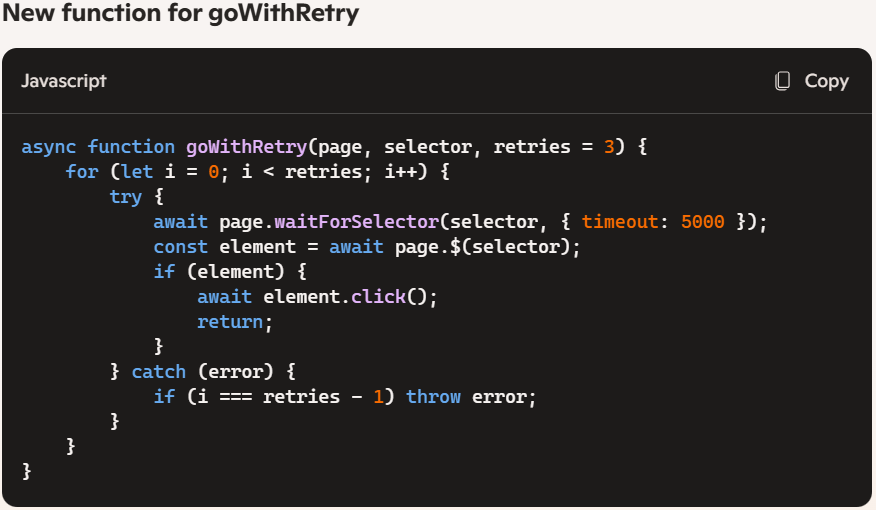 New function for goWithRetry
Javascript
Copy
async function goWithRetry(page, selector, retries = 3) {
    for (let i = 0; i < retries; i++) {
        try {
            await page.waitForSelector(selector, { timeout: 5000 });
            const element = await page.$(selector);
            if (element) {
                await element.click();
                return;
            }
        } catch (error) {
            if (i === retries - 1) throw error;
        }
    }
}